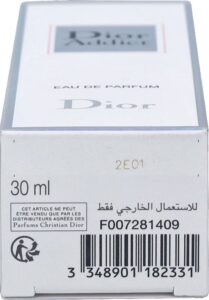 Dior
Addict
EAU DE PARFUM
Dior
2E01
30 ml
للاستعمال الخارجي فقط
CET ARTICLE NE PEUT
ÊTRE VENDU QUE PAR LES
DISTRIBUTEURS AGRÉÉS DES
Parfums Christian Dior
F007281409
3 348901 182331